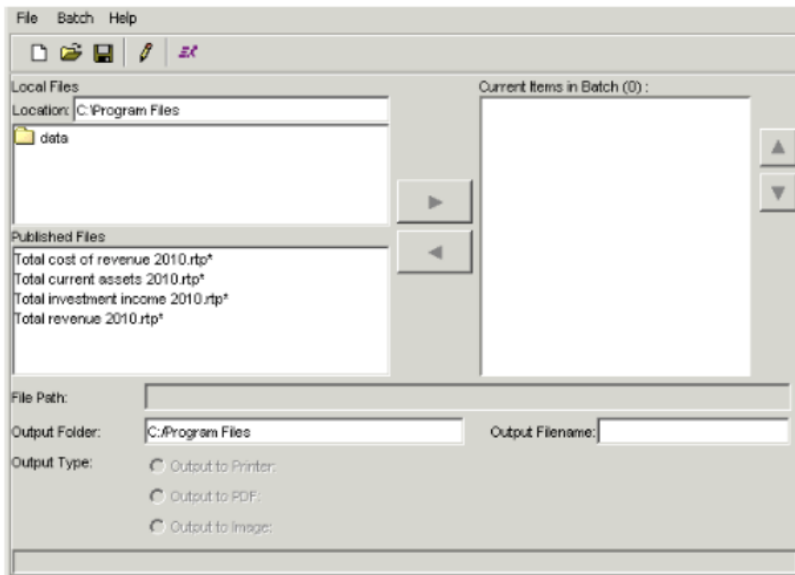 File Batch Help
Local Files
Location: C:\Program Files
data
Published Files
Total cost of revenue 2010.rtp*
Total current assets 2010.rtp*
Total investment income 2010.rtp*
Total revenue 2010.rtp*
Current Items in Batch (0) :
File Path:
Output Folder: C:/Program Files
Output Filename:
Output Type:
Output to Printer:
Output to PDF:
Output to Image: